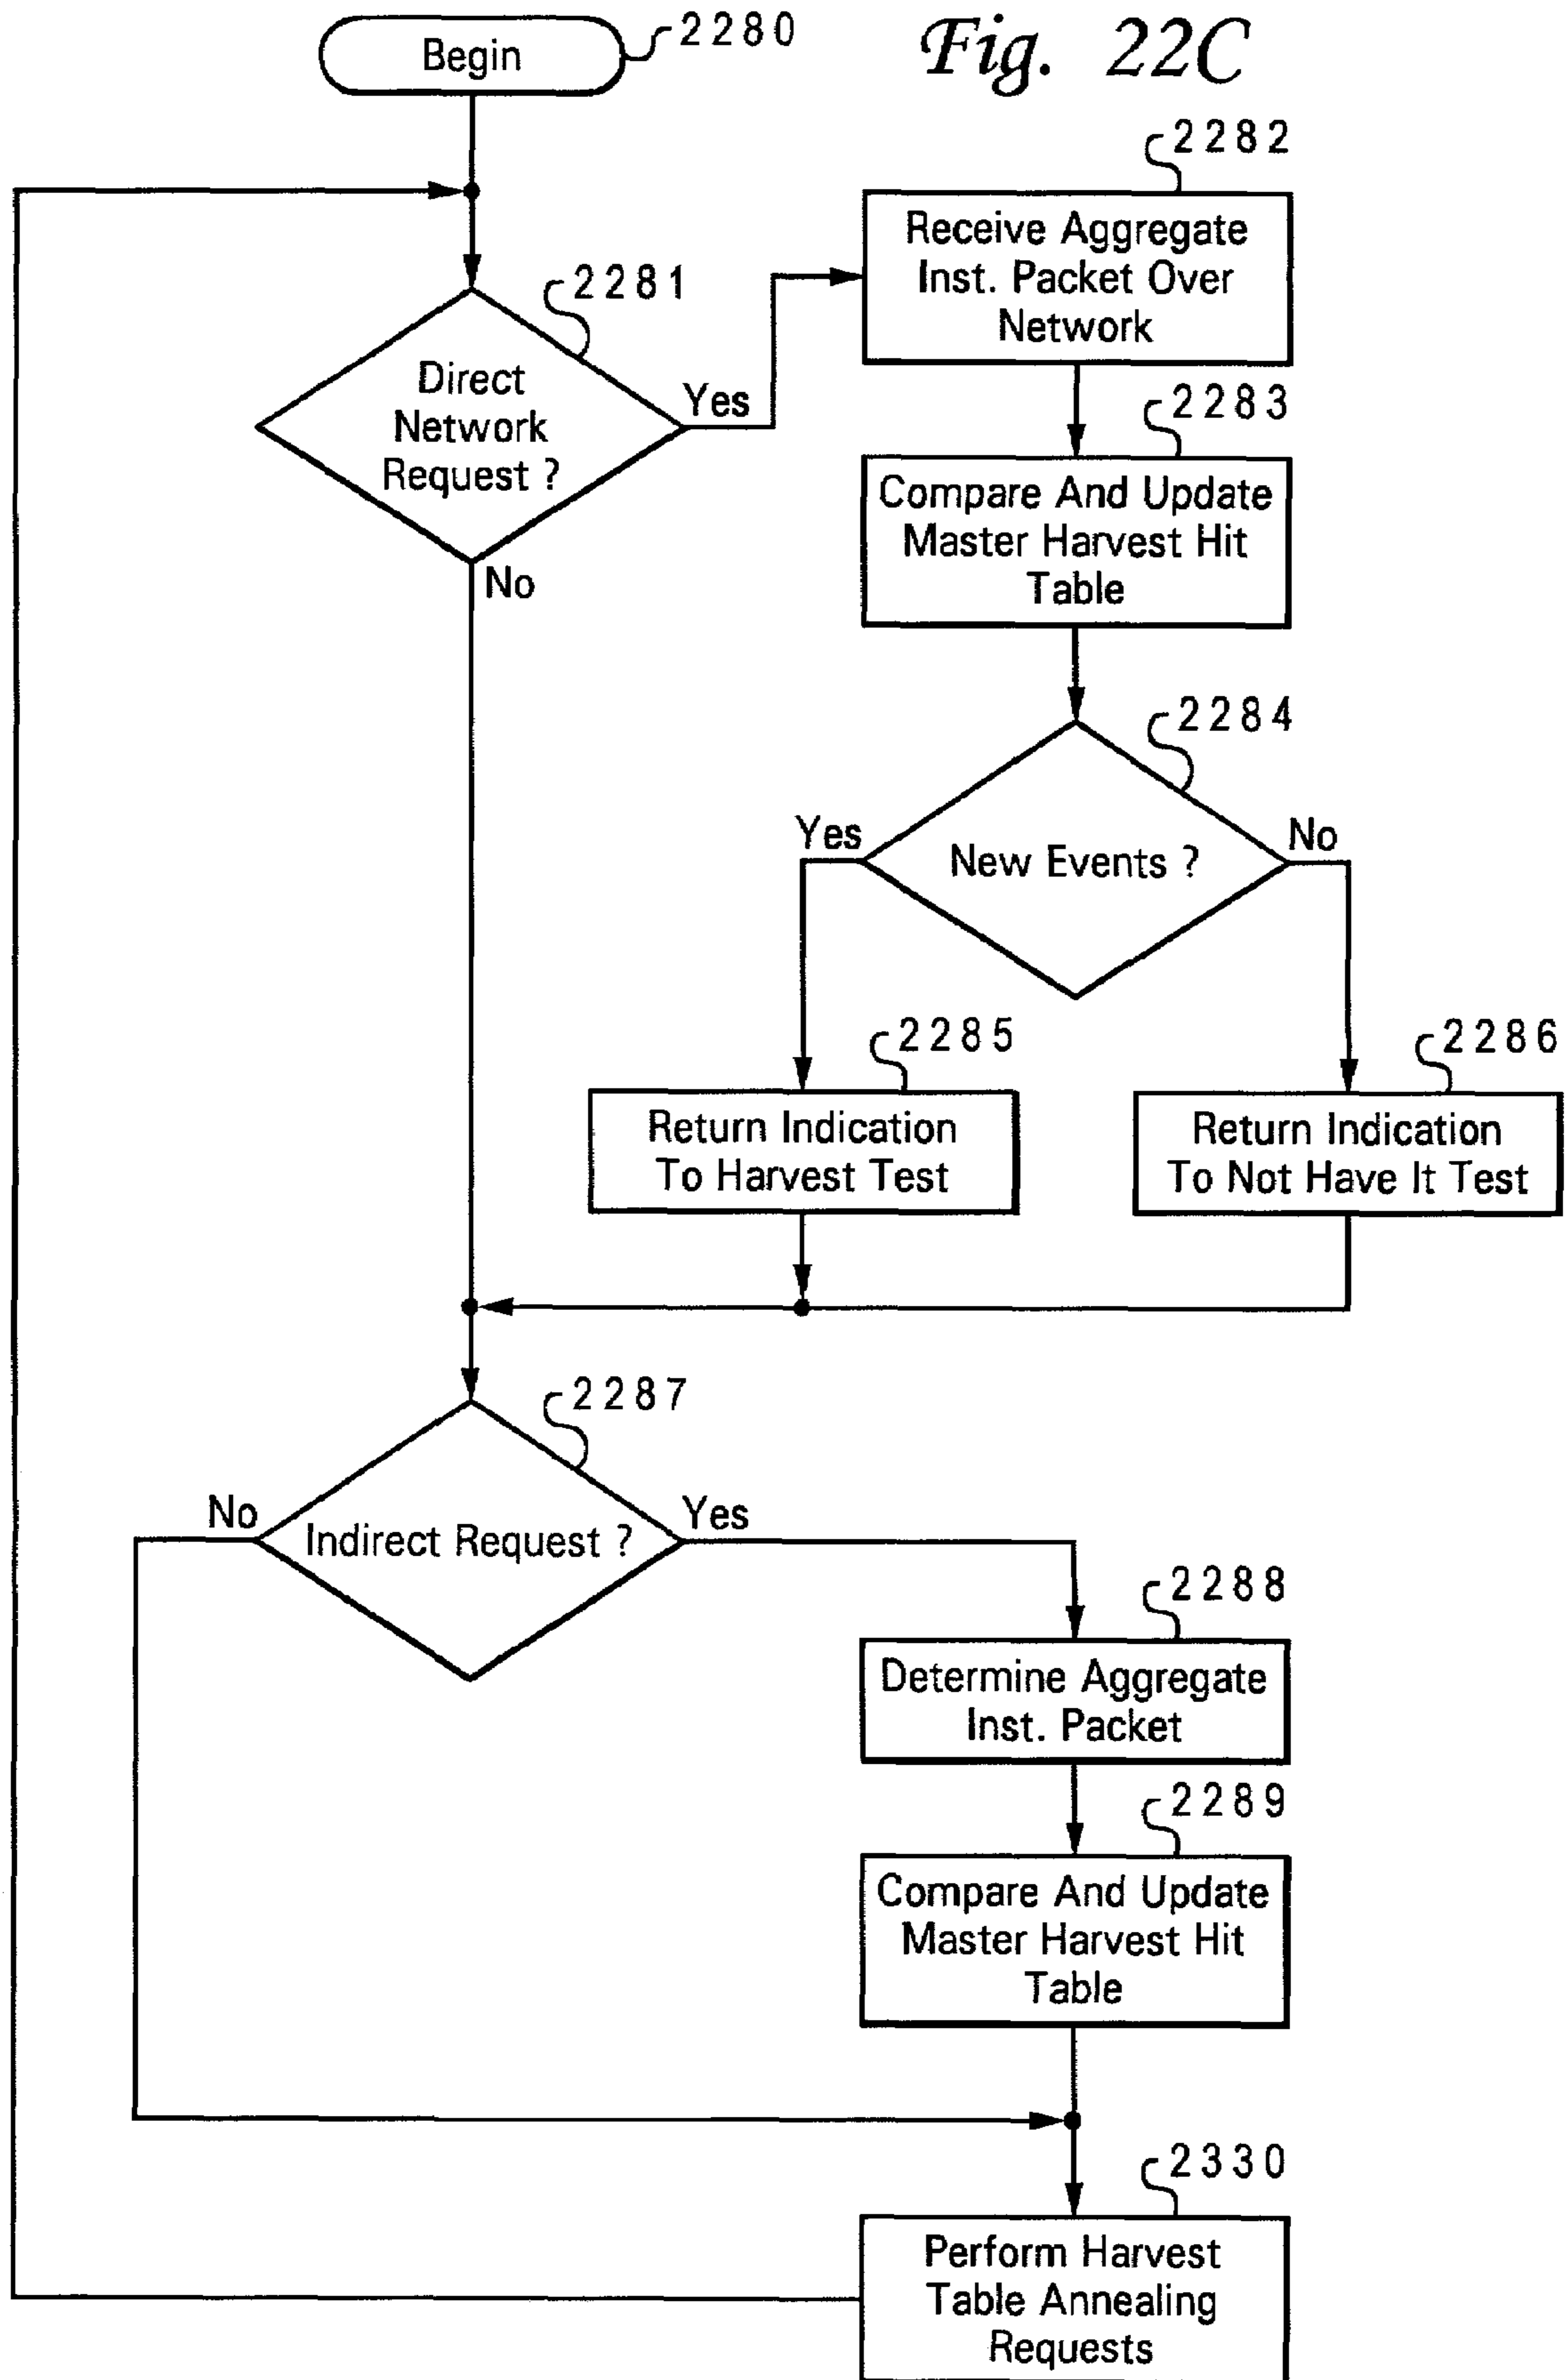 Begin
2280
Fig. 22C
2281
Direct
Network
Request ?
Yes
No
2282
Receive Aggregate
Inst. Packet Over
Network
2283
Compare And Update
Master Harvest Hit
Table
2284
New Events ?
Yes
No
2285
Return Indication
To Harvest Test
2286
Return Indication
To Not Have It Test
2287
Indirect Request ?
No
Yes
2288
Determine Aggregate
Inst. Packet
2289
Compare And Update
Master Harvest Hit
Table
2330
Perform Harvest
Table Annealing
Requests